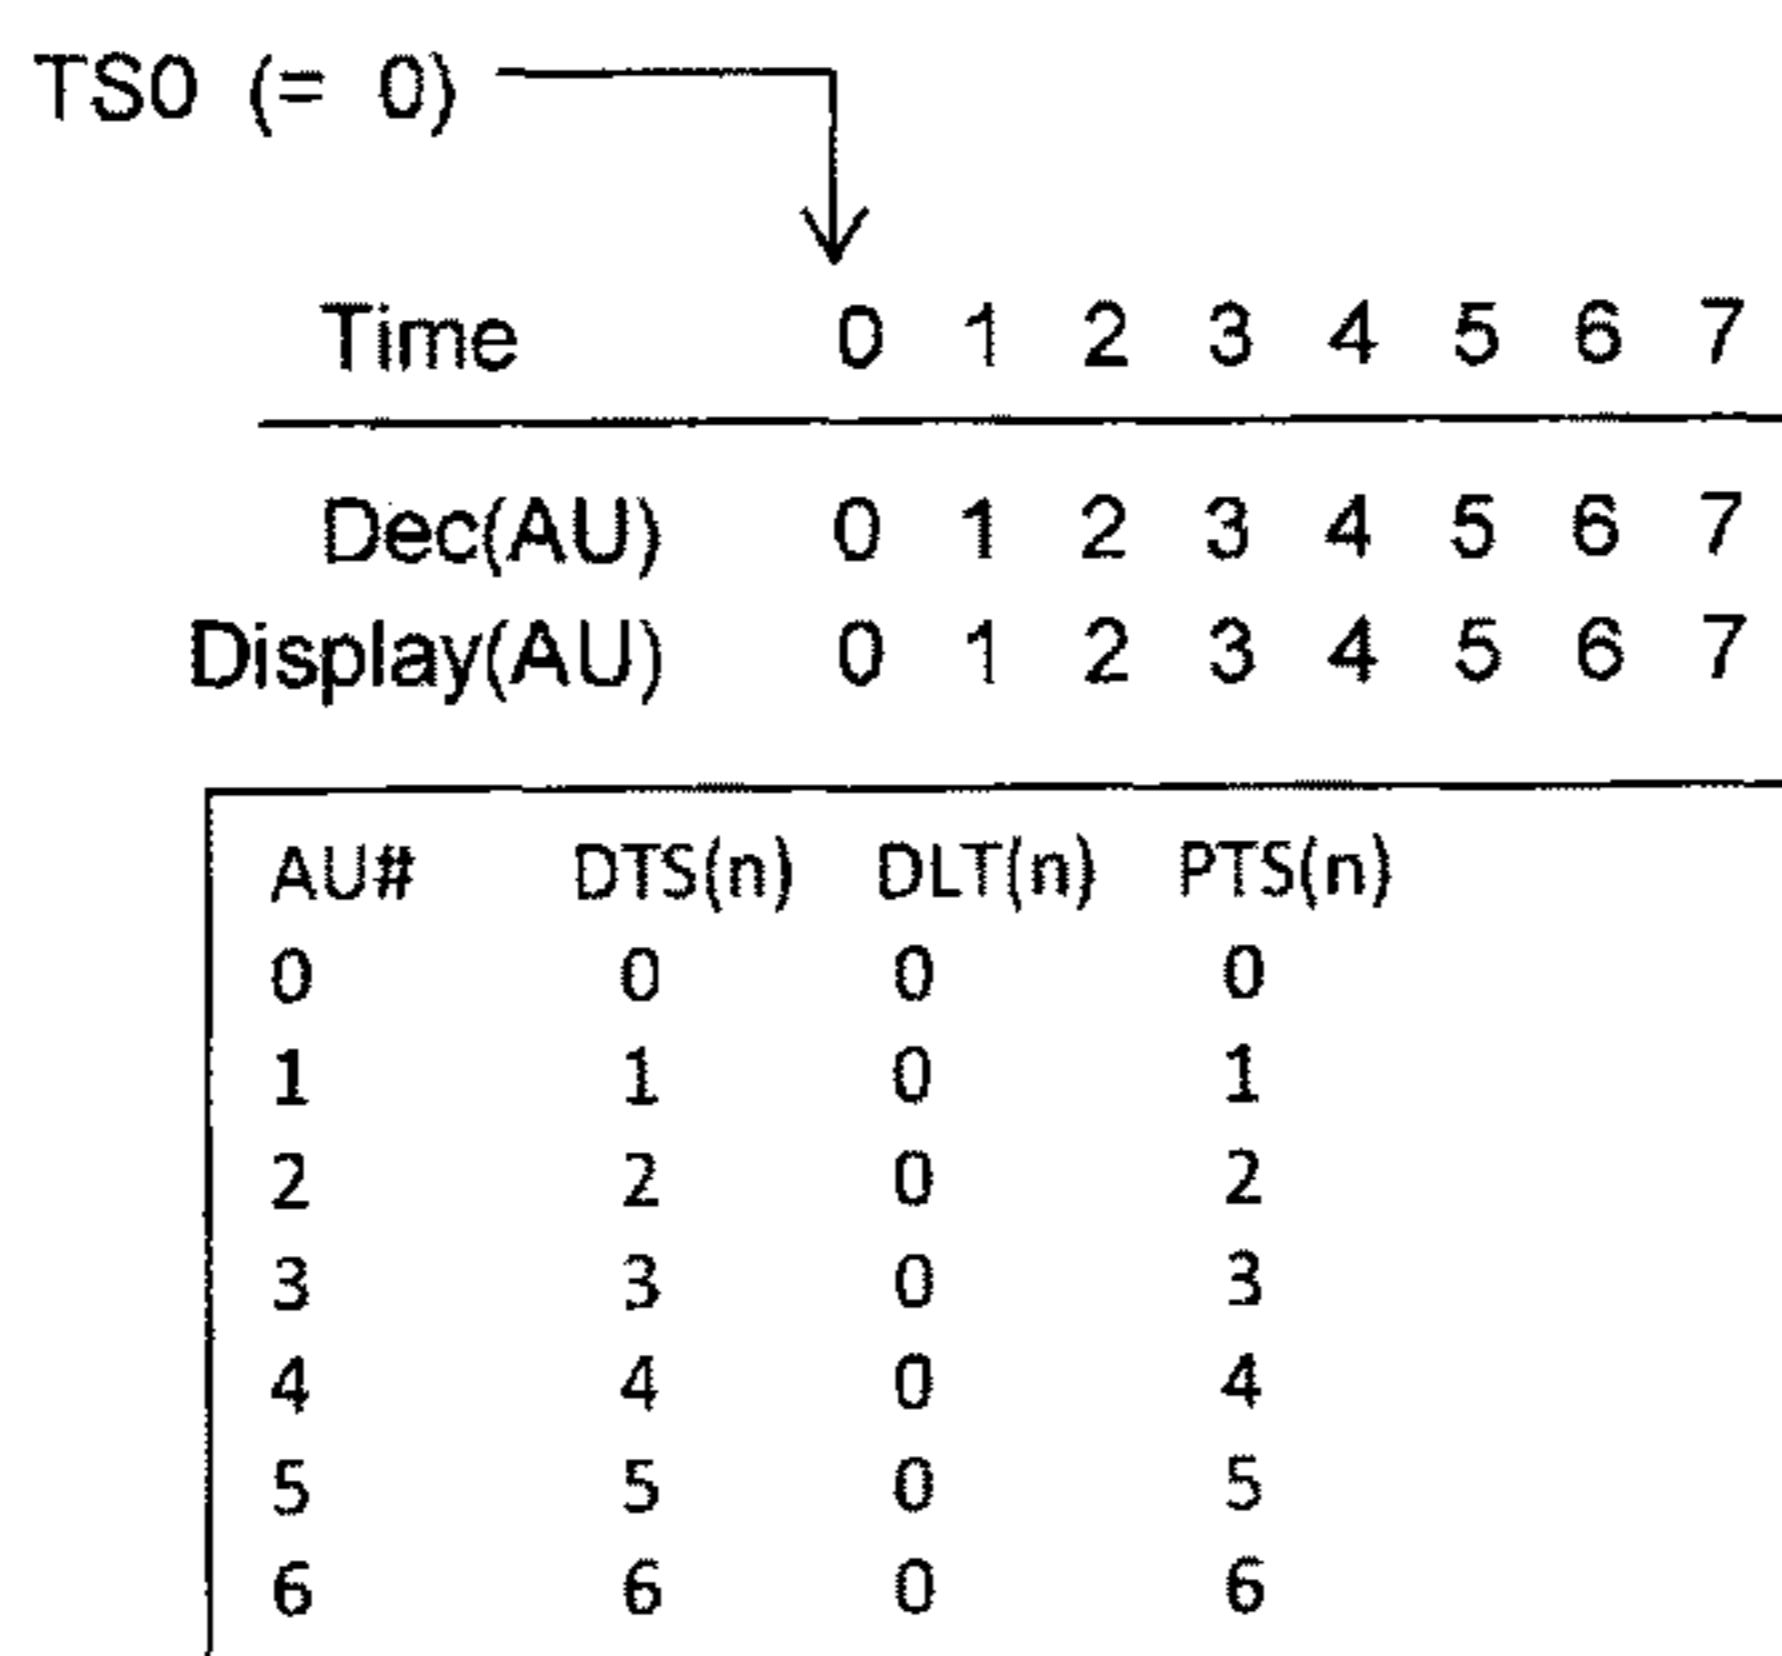 TS0 (= 0)
Time 0 1 2 3 4 5 6 7
Dec(AU) 0 1 2 3 4 5 6 7
Display(AU) 0 1 2 3 4 5 6 7
AU# DTS(n) DLT(n) PTS(n)
0 0 0 0
1 1 0 1
2 2 0 2
3 3 0 3
4 4 0 4
5 5 0 5
6 6 0 6